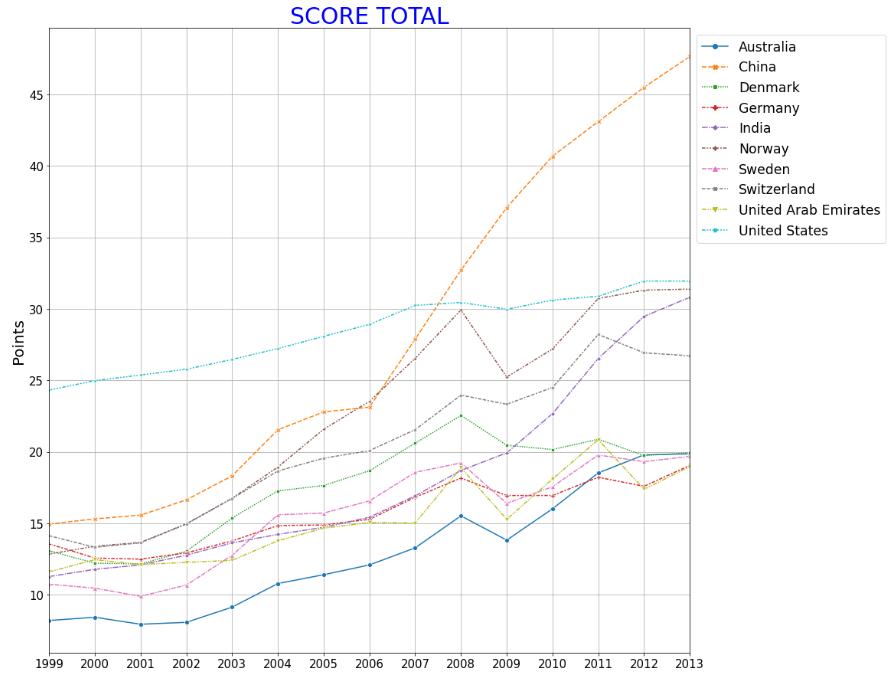 SCORE TOTAL
Points
45
40
35
30
25
20
15
10
1999 2000 2001 2002 2003 2004 2005 2006 2007 2008 2009 2010 2011 2012 2013
Australia
China
Denmark
Germany
India
Norway
Sweden
Switzerland
United Arab Emirates
United States